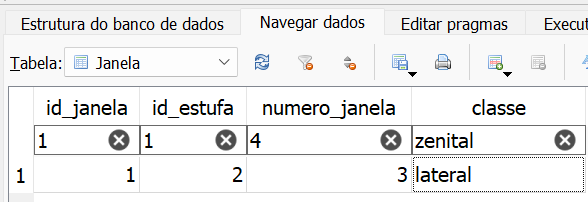 Estrutura do banco de dados Navegar dados Editar pragmas Execut
Tabela: Janela
id_janela id_estufa numero_janela classe
1 1 4 zenital
1 1 2 3 lateral